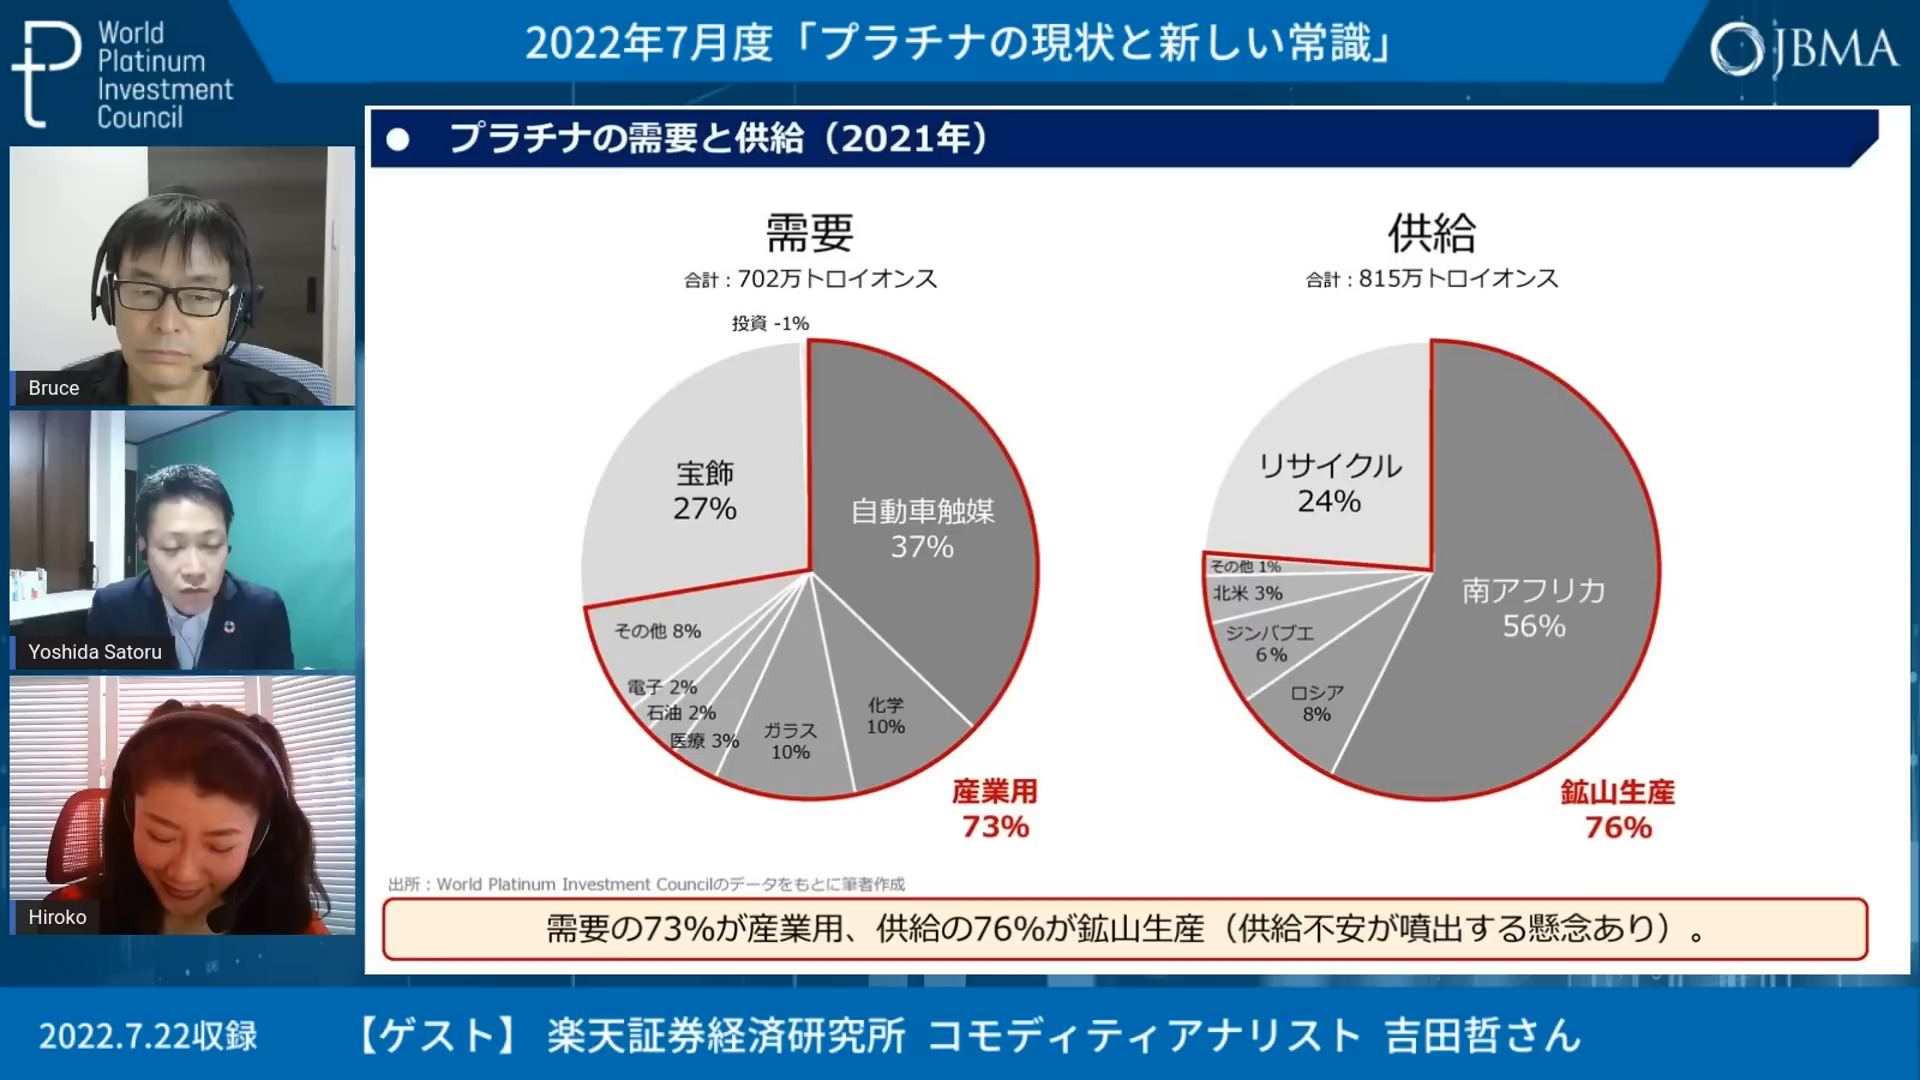 World
Platinum
Investment
Council
2022年7月度「プラチナの現状と新しい常識」
JBMA
Bruce
Yoshida Satoru
Hiroko
● プラチナの需要と供給（2021年）
需要
合計：702万トロイオンス
投資 -1%
宝飾
27%
自動車触媒
37%
その他 8%
電子 2%
石油 2%
医療 3%
ガラス
10%
化学
10%
産業用
73%
供給
合計：815万トロイオンス
リサイクル
24%
その他 1%
北米 3%
ジンバブエ
6％
ロシア
8%
南アフリカ
56%
鉱山生産
76%
出所：World Platinum Investment Councilのデータをもとに筆者作成
需要の73%が産業用、供給の76%が鉱山生産（供給不安が噴出する懸念あり）。
2022.7.22収録
【ゲスト】 楽天証券経済研究所 コモディティアナリスト 吉田哲さん